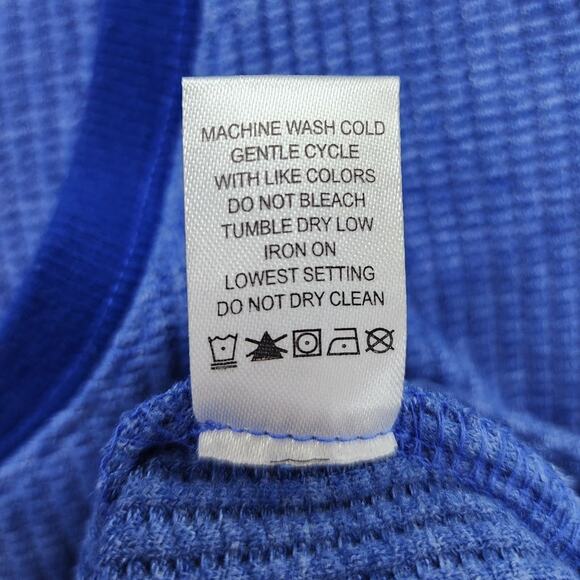 MACHINE WASH COLD
GENTLE CYCLE
WITH LIKE COLORS
DO NOT BLEACH
TUMBLE DRY LOW
IRON ON
LOWEST SETTING
DO NOT DRY CLEAN